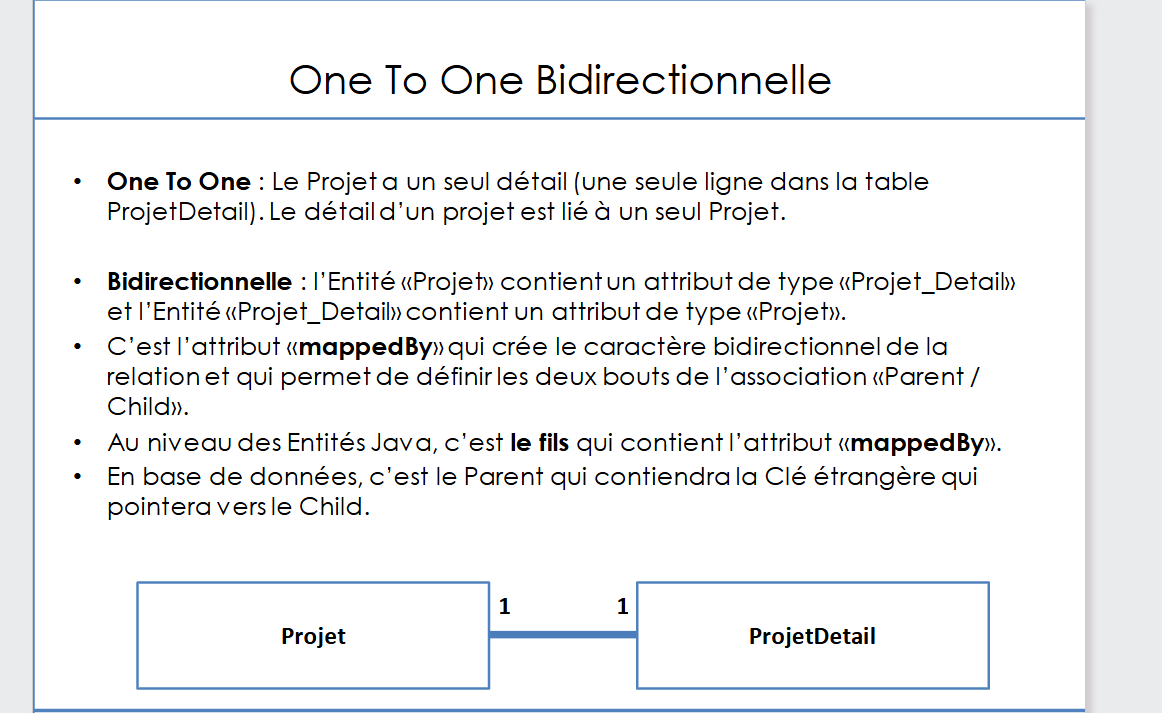 One To One Bidirectionnelle
• One To One : Le Projet a un seul détail (une seule ligne dans la table
ProjetDetail). Le détail d’un projet est lié à un seul Projet.
• Bidirectionnelle : l’Entité «Projet» contient un attribut de type «Projet_Detail»
et l’Entité «Projet_Detail» contient un attribut de type «Projet».
• C’est l’attribut «mappedBy» qui crée le caractère bidirectionnel de la
relation et qui permet de définir les deux bouts de l’association «Parent /
Child».
• Au niveau des Entités Java, c’est le fils qui contient l’attribut «mappedBy».
• En base de données, c’est le Parent qui contiendra la Clé étrangère qui
pointera vers le Child.
1 1
Projet ProjetDetail